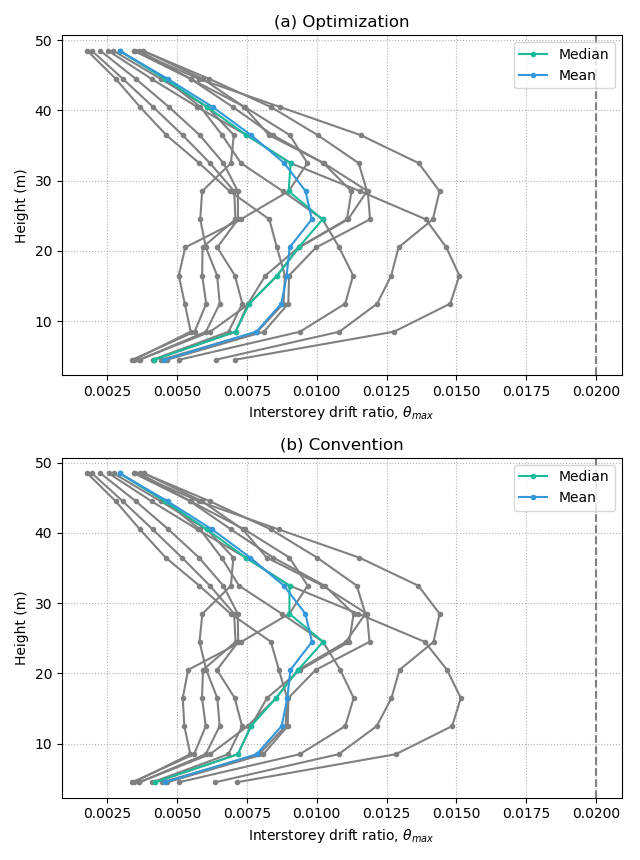 (a) Optimization
50
40
30
20
10
Height (m)
Median
Mean
0.0025 0.0050 0.0075 0.0100 0.0125 0.0150 0.0175 0.0200
Interstorey drift ratio, θmax
(b) Convention
50
40
30
20
10
Height (m)
Median
Mean
0.0025 0.0050 0.0075 0.0100 0.0125 0.0150 0.0175 0.0200
Interstorey drift ratio, θmax